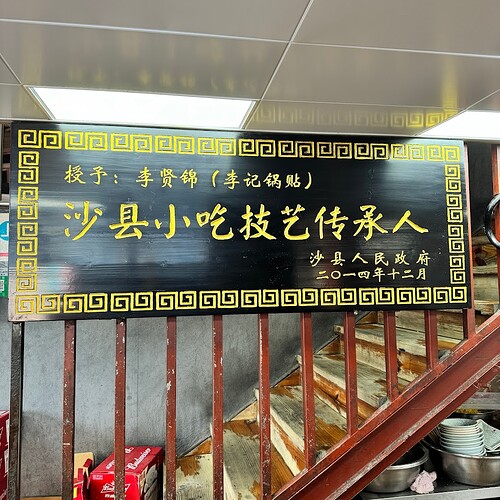 授予：李贤锦（李记锅贴）
沙县小吃技艺传承人
沙县人民政府
二〇一四年十二月
Budweiser